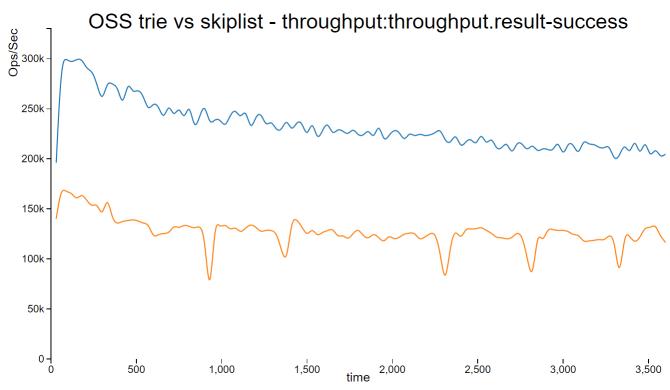 OSS trie vs skiplist - throughput:throughput.result-success
Ops/Sec
300k
250k
200k
150k
100k
50k
0
0 500 1,000 1,500 2,000 2,500 3,000 3,500
time